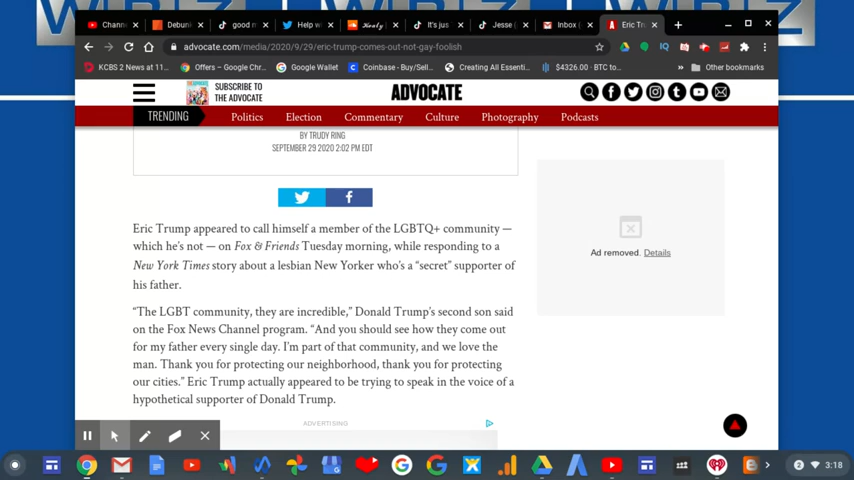 Channe
Debunk
good m
Twitter Help w
It's jus
Jesse (
Inbox (
Eric Tru
advocate.com/media/2020/9/29/eric-trump-comes-out-not-gay-foolish
KCBS 2 News at 11...
Offers – Google Chr...
Google Wallet
Coinbase - Buy/Sell...
Creating All Essenti...
$4326.00 · BTC to...
»
Other bookmarks
SUBSCRIBE TO
THE ADVOCATE
ADVOCATE
TRENDING
Politics
Election
Commentary
Culture
Photography
Podcasts
BY TRUDY RING
SEPTEMBER 29 2020 2:02 PM EDT
Eric Trump appeared to call himself a member of the LGBTQ+ community —
which he's not — on Fox & Friends Tuesday morning, while responding to a
New York Times story about a lesbian New Yorker who's a “secret” supporter of
his father.
“The LGBT community, they are incredible,” Donald Trump's second son said
on the Fox News Channel program. “And you should see how they come out
for my father every single day. I'm part of that community, and we love the
man. Thank you for protecting our neighborhood, thank you for protecting
our cities.” Eric Trump actually appeared to be trying to speak in the voice of a
hypothetical supporter of Donald Trump.
Ad removed. Details
ADVERTISING
2
3:18